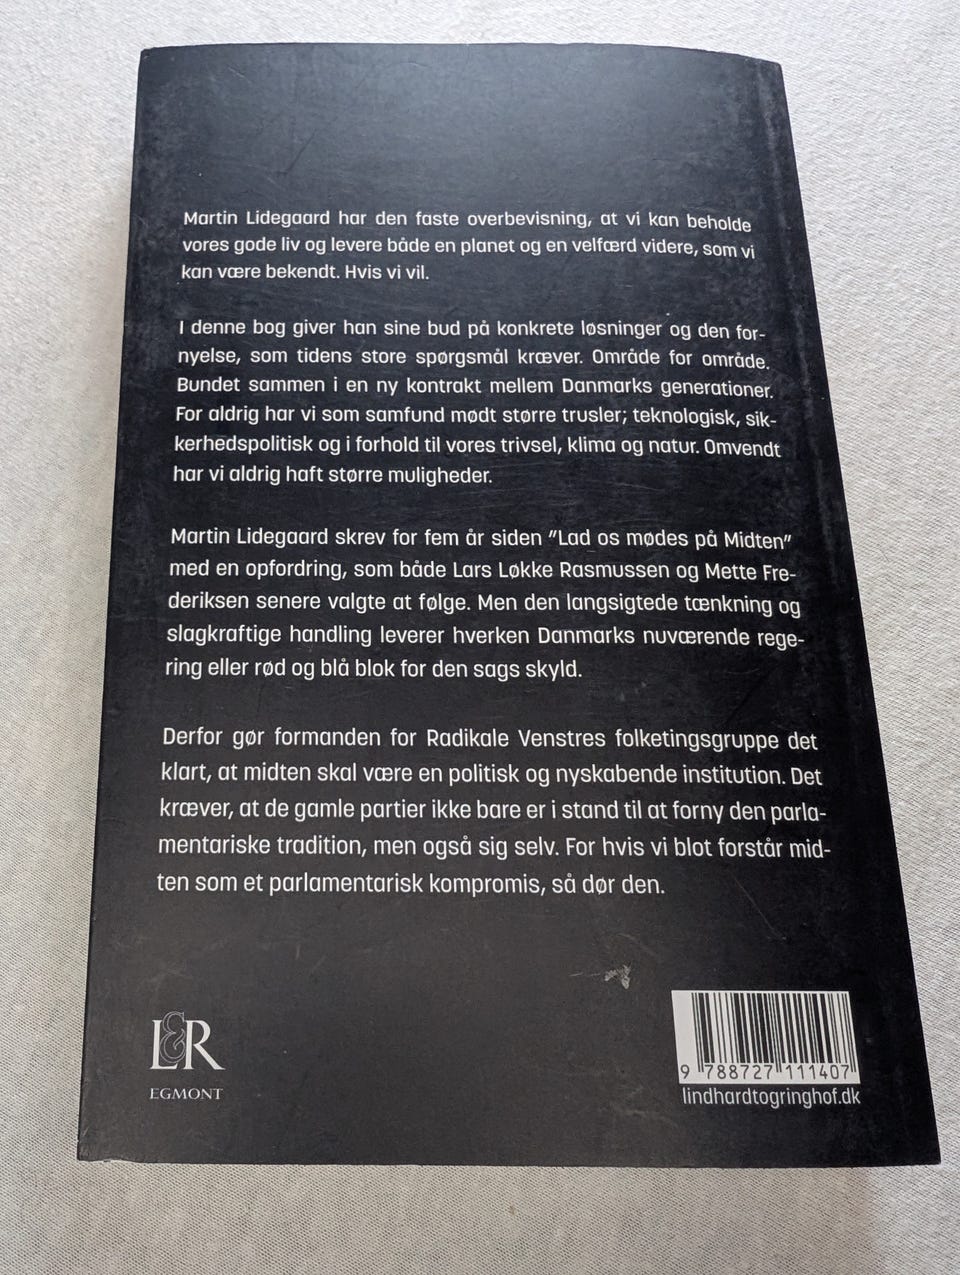 Martin Lidegaard har den faste overbevisning, at vi kan beholde
vores gode liv og levere både en planet og en velfærd videre, som vi
kan være bekendt. Hvis vi vil.
I denne bog giver han sine bud på konkrete løsninger og den for-
nyelse, som tidens store spørgsmål kræver. Område for område.
Bundet sammen i en ny kontrakt mellem Danmarks generationer.
For aldrig har vi som samfund mødt større trusler; teknologisk, sik-
kerhedspolitisk og i forhold til vores trivsel, klima og natur. Omvendt
har vi aldrig haft større muligheder.
Martin Lidegaard skrev for fem år siden "Lad os mødes på Midten"
med en opfordring, som både Lars Løkke Rasmussen og Mette Fre-
deriksen senere valgte at følge. Men den langsigtede tænkning og
slagkraftige handling leverer hverken Danmarks nuværende rege-
ring eller rød og blå blok for den sags skyld.
Derfor gør formanden for Radikale Venstres folketingsgruppe det
klart, at midten skal være en politisk og nyskabende institution. Det
kræver, at de gamle partier ikke bare er i stand til at forny den parla-
mentariske tradition, men også sig selv. For hvis vi blot forstår mid-
ten som et parlamentarisk kompromis, så dør den.
L&R
EGMONT
9 788727 111407
lindhardtogringhof.dk